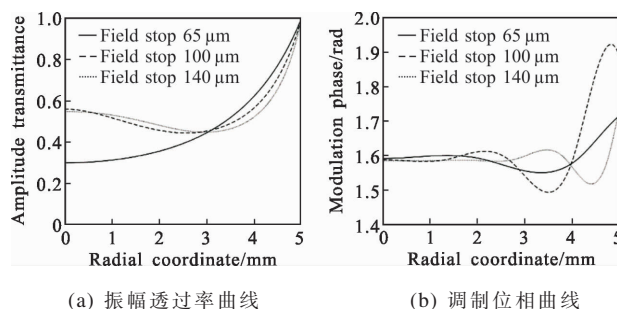 Amplitude transmittance
1.0
0.8
0.6
0.4
0.2
0
0 1 2 3 4 5
Radial coordinate/mm
Field stop 65 μm
Field stop 100 μm
Field stop 140 μm
(a) 振幅透过率曲线
Modulation phase/rad
2.0
1.9
1.8
1.7
1.6
1.5
1.4
0 1 2 3 4 5
Radial coordinate/mm
Field stop 65 μm
Field stop 100 μm
Field stop 140 μm
(b) 调制位相曲线